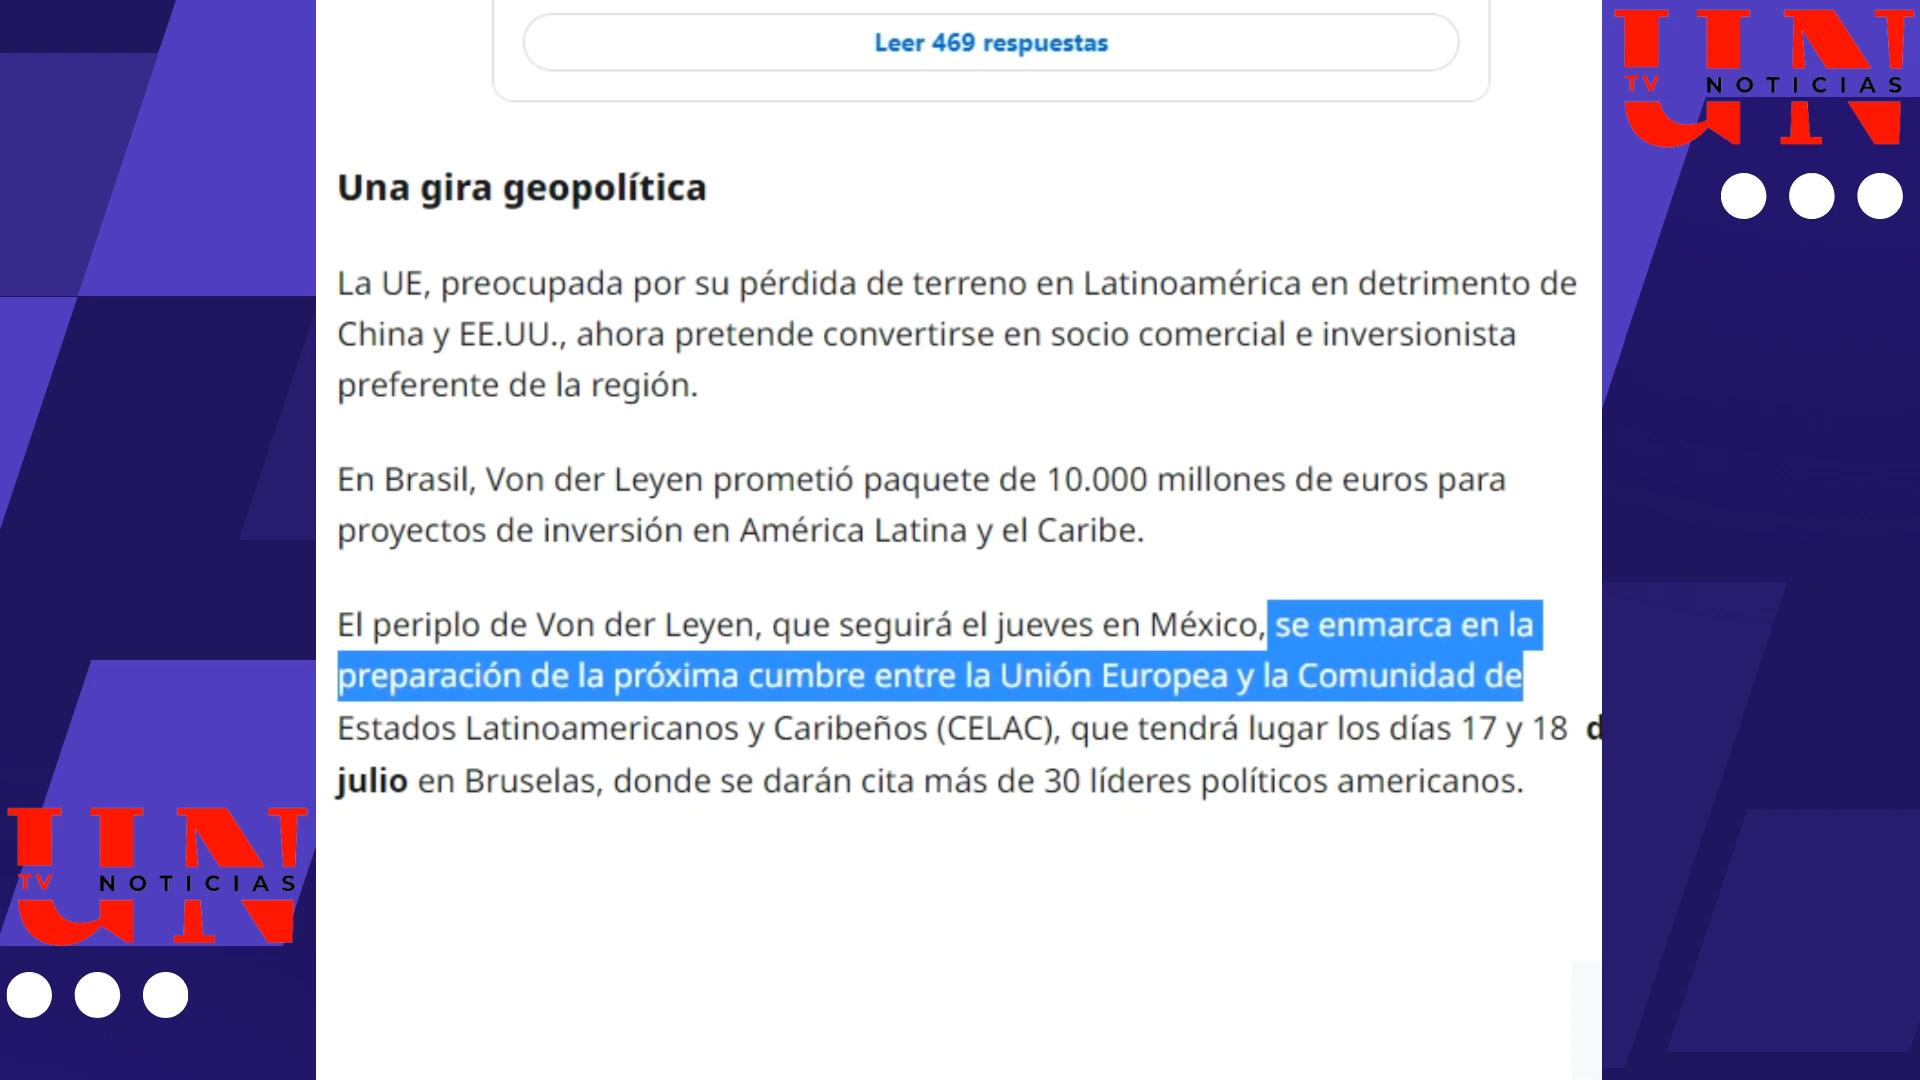 Leer 469 respuestas
UN
TV NOTICIAS
Una gira geopolítica
La UE, preocupada por su pérdida de terreno en Latinoamérica en detrimento de
China y EE.UU., ahora pretende convertirse en socio comercial e inversionista
preferente de la región.
En Brasil, Von der Leyen prometió paquete de 10.000 millones de euros para
proyectos de inversión en América Latina y el Caribe.
El periplo de Von der Leyen, que seguirá el jueves en México, se enmarca en la
preparación de la próxima cumbre entre la Unión Europea y la Comunidad de
Estados Latinoamericanos y Caribeños (CELAC), que tendrá lugar los días 17 y 18
julio en Bruselas, donde se darán cita más de 30 líderes políticos americanos.
UN
TV NOTICIAS